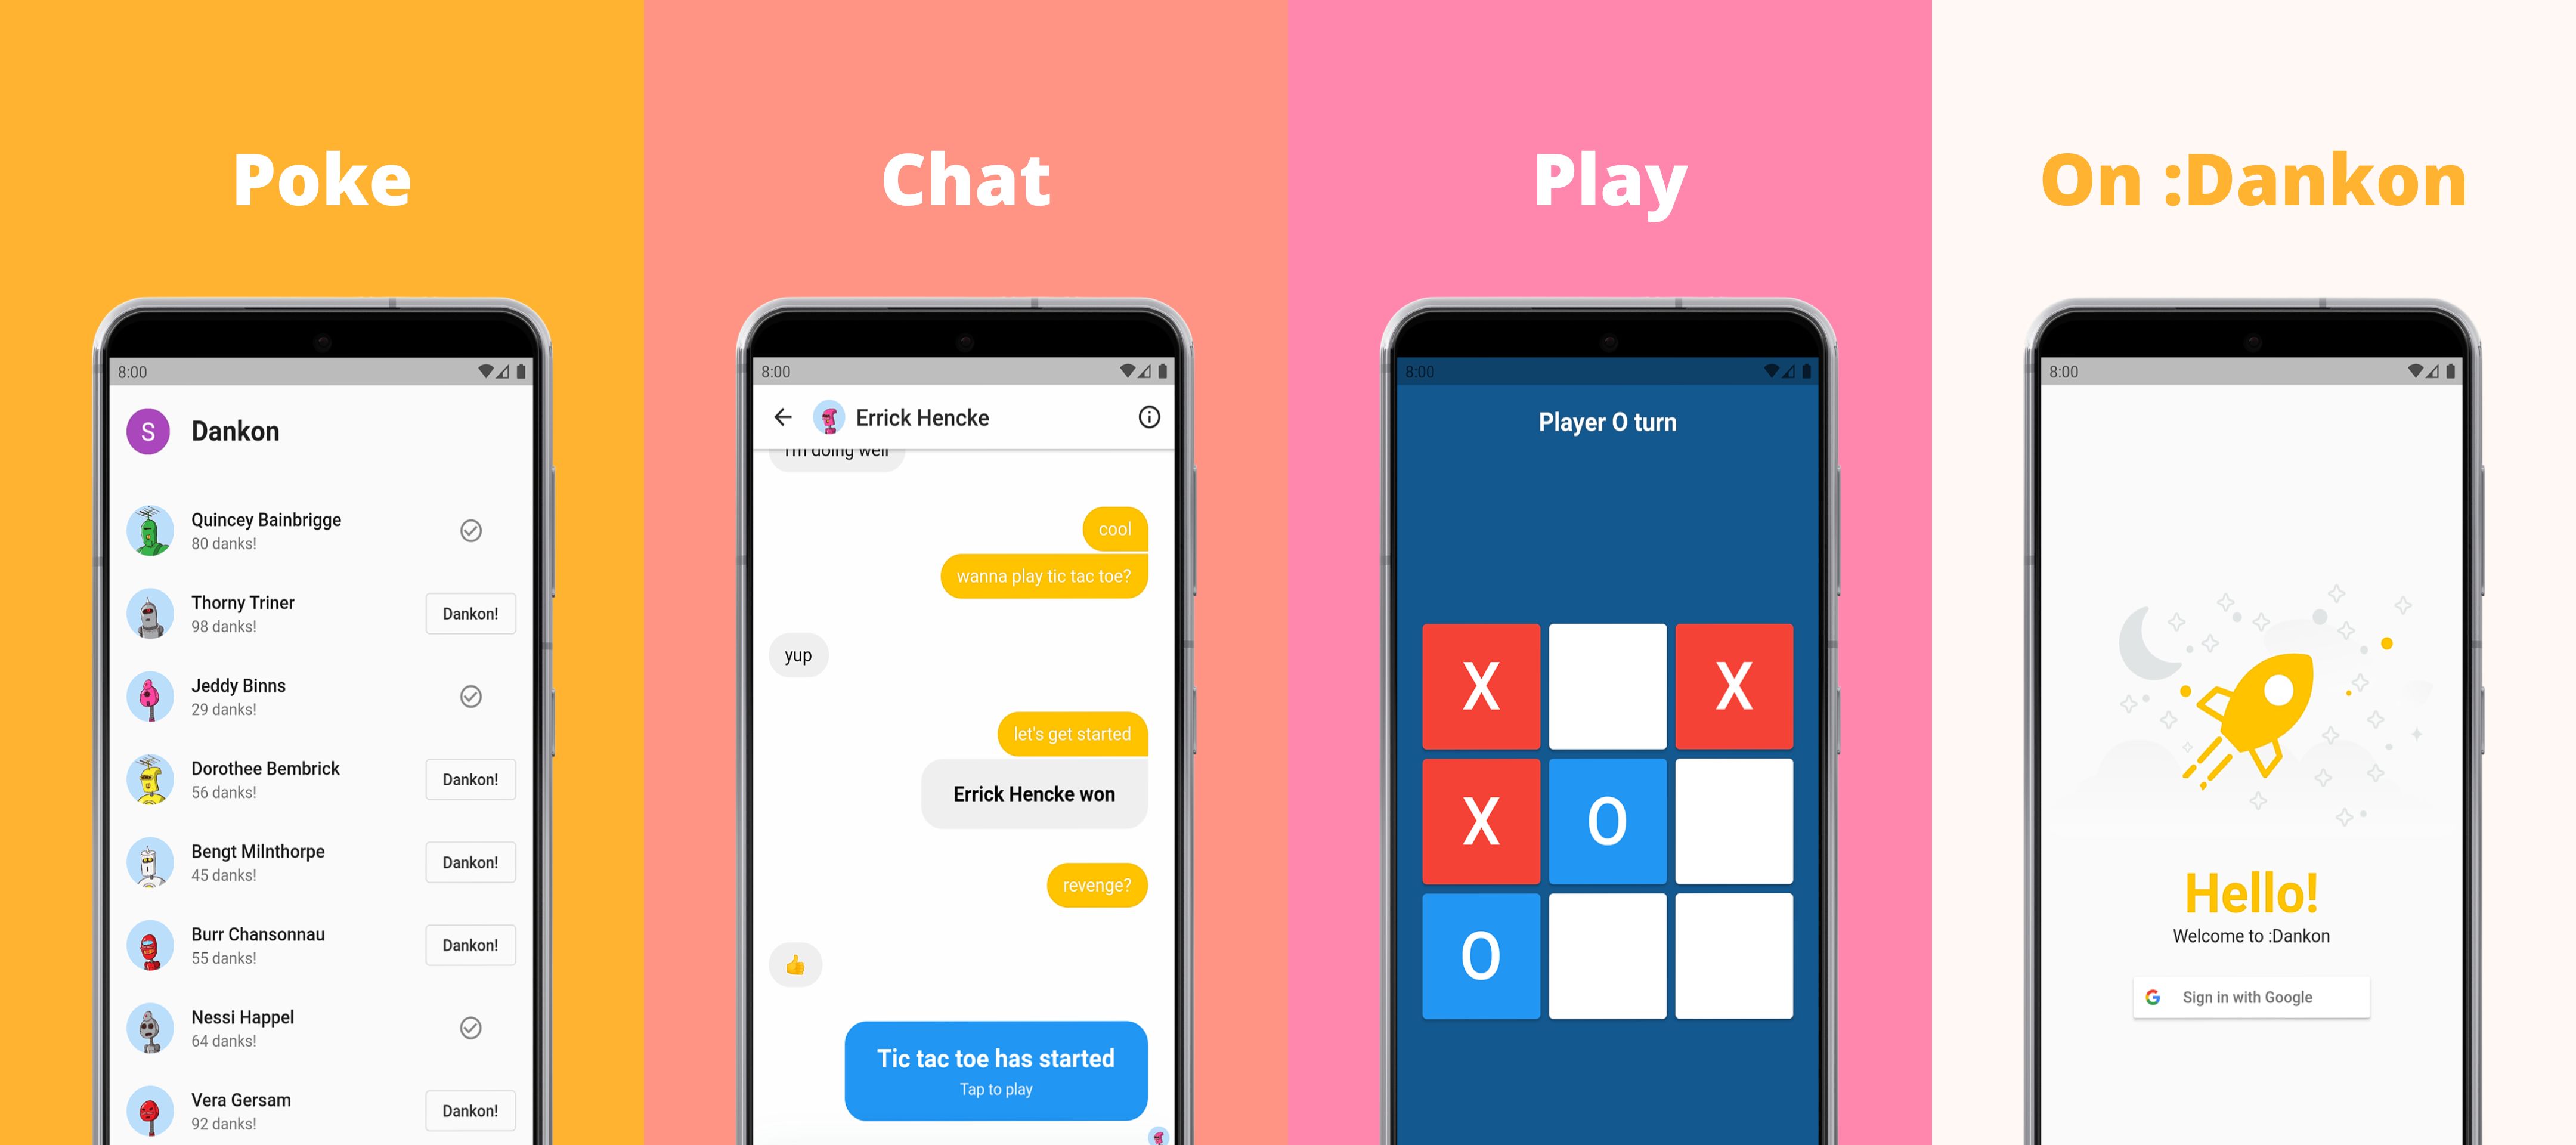 Poke
8:00
S
Dankon
Quincey Bainbrigge
80 danks!
Thorny Triner
98 danks!
Dankon!
Jeddy Binns
29 danks!
Dorothee Bembrick
56 danks!
Dankon!
Bengt Milnthorpe
45 danks!
Dankon!
Burr Chansonnau
55 danks!
Dankon!
Nessi Happel
64 danks!
Vera Gersam
92 danks!
Dankon!
Chat
8:00
Errick Hencke
I'm doing well
cool
wanna play tic tac toe?
yup
let's get started
Errick Hencke won
revenge?
Tic tac toe has started
Tap to play
Play
8:00
Player O turn
X X
X O
O
On :Dankon
8:00
Hello!
Welcome to :Dankon
G Sign in with Google